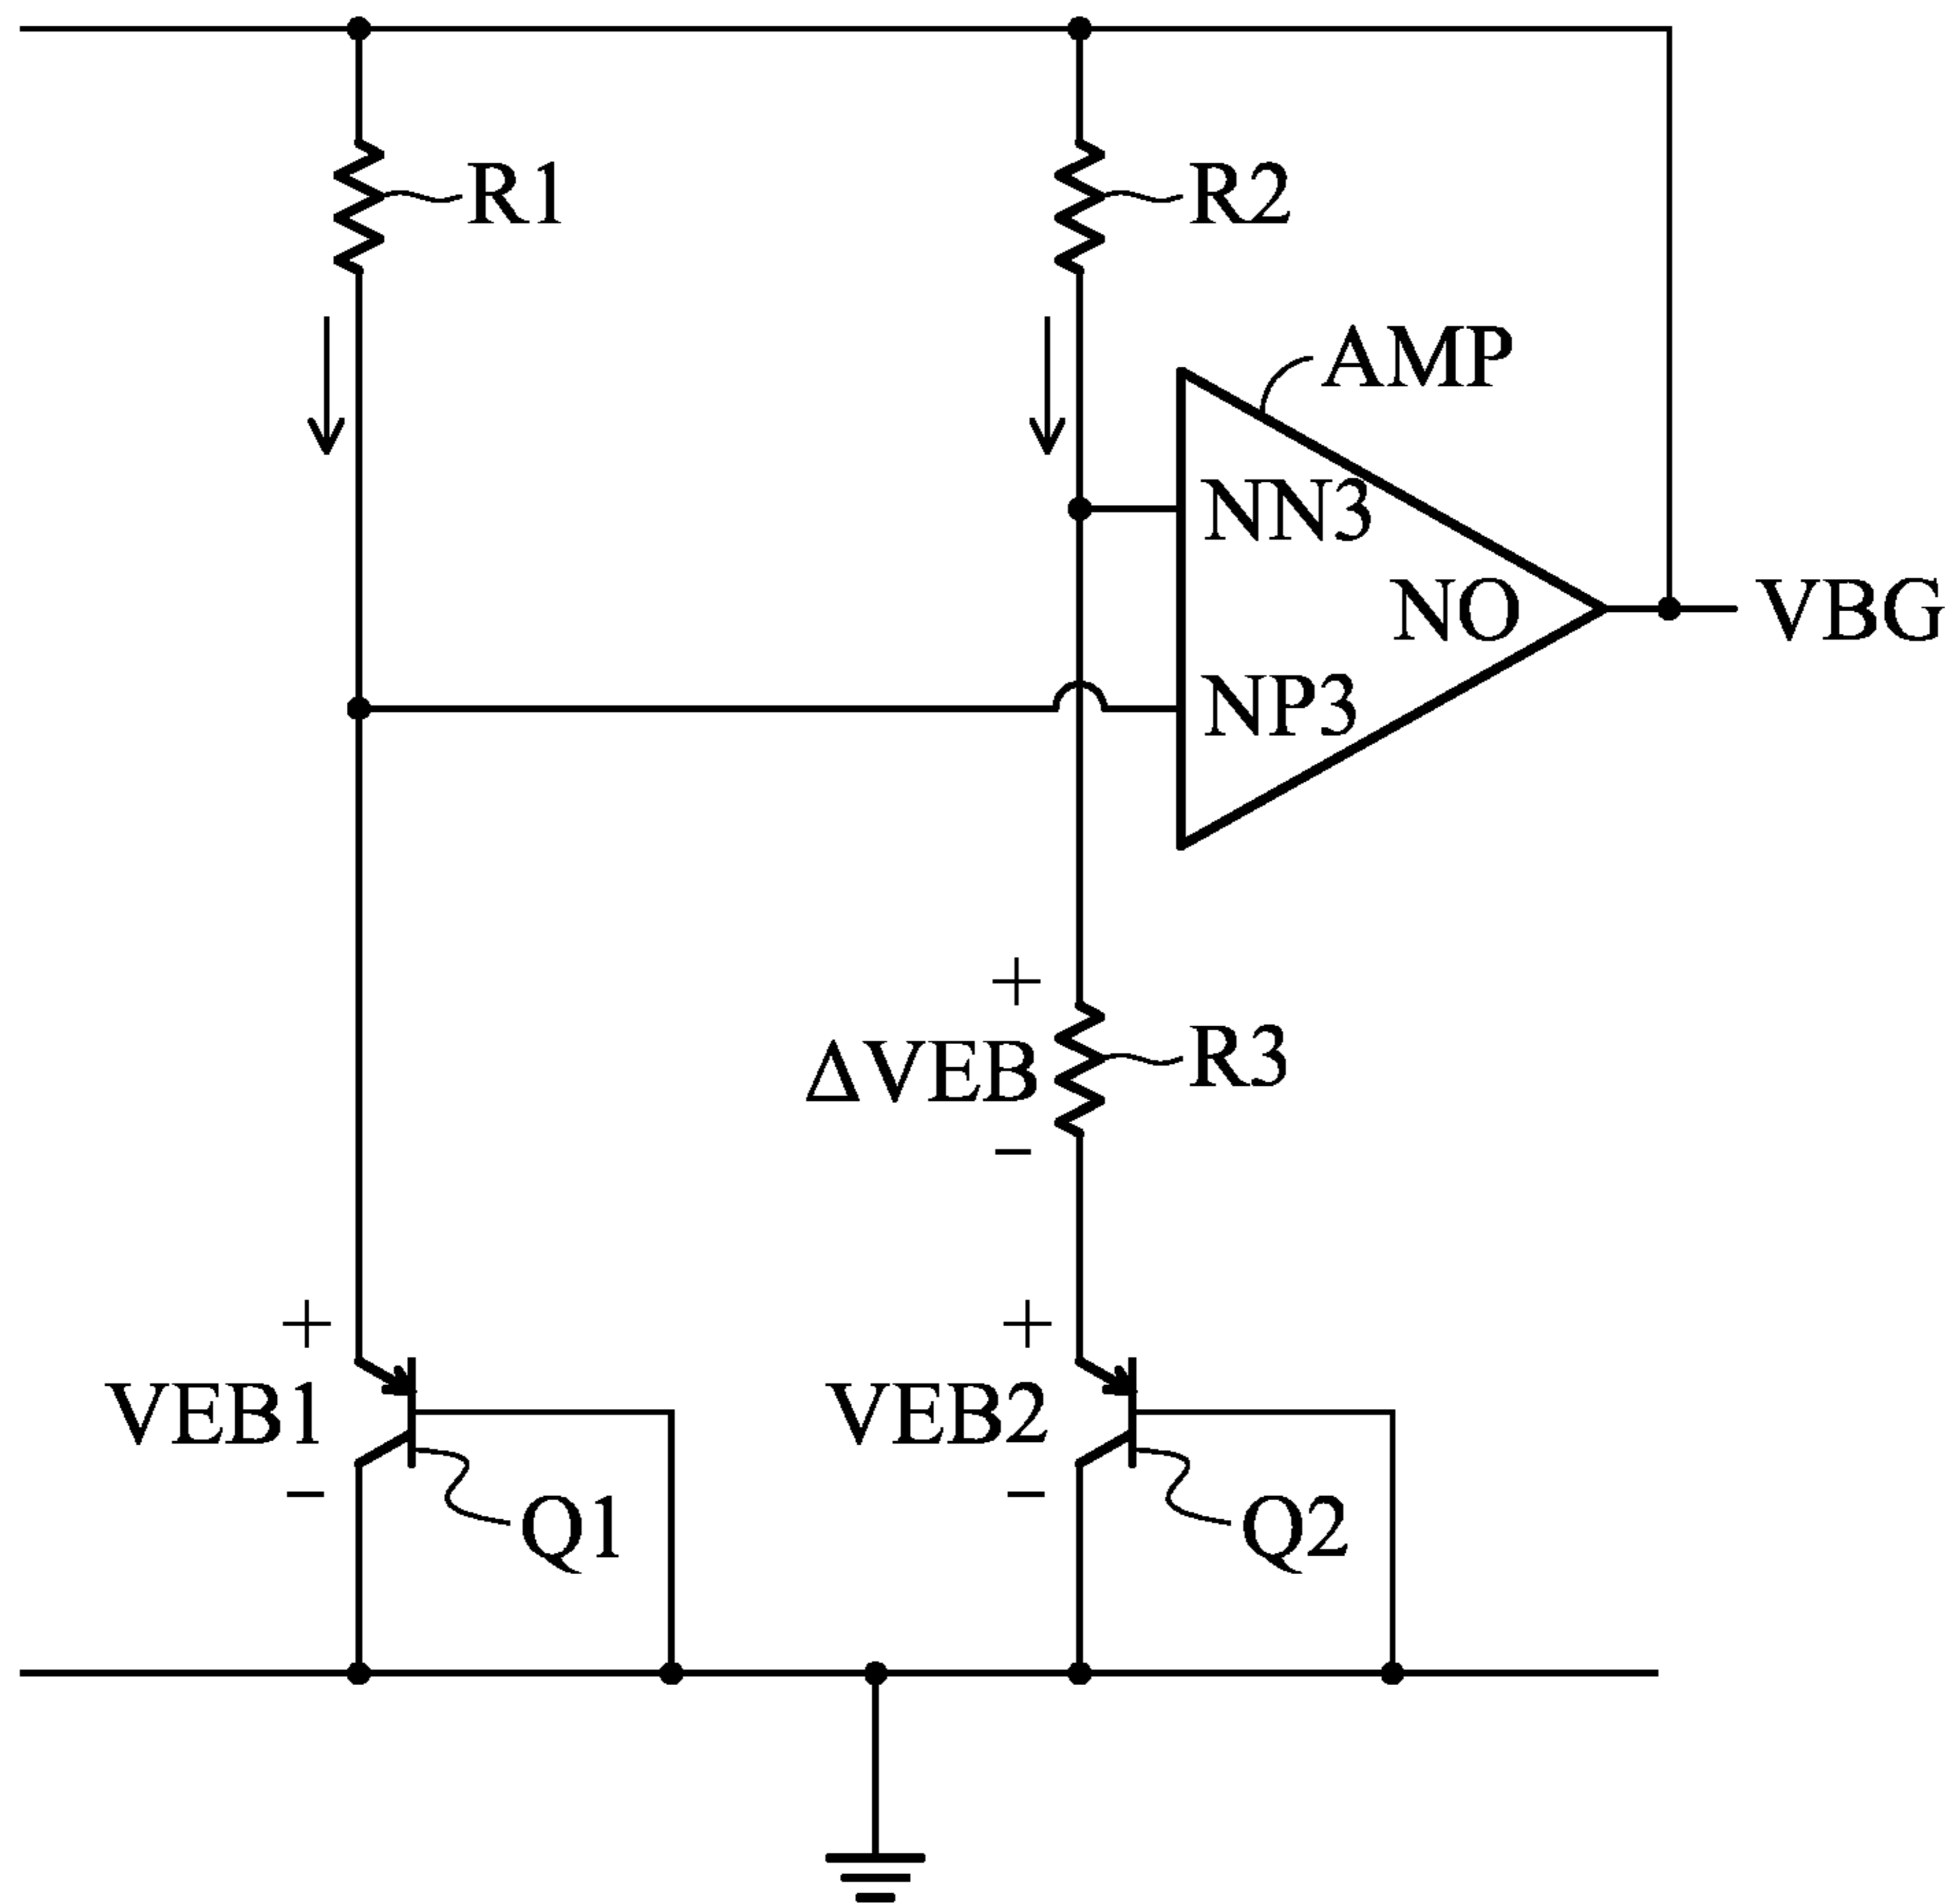 R1
R2
AMP
NN3
NO
VBG
NP3
+
ΔVEB
R3
−
+
+
VEB1
VEB2
−
−
Q1
Q2